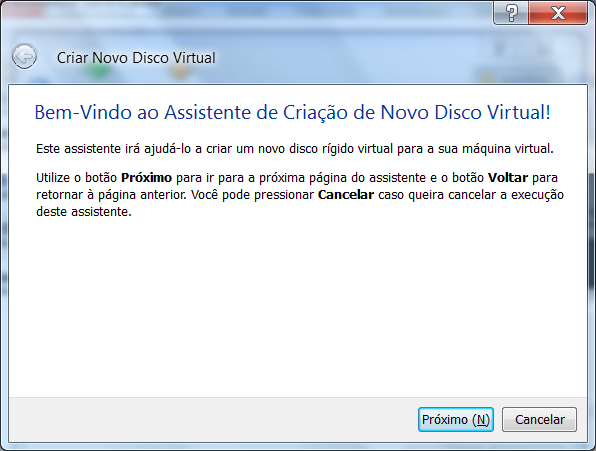 Criar Novo Disco Virtual
Bem-Vindo ao Assistente de Criação de Novo Disco Virtual!
Este assistente irá ajudá-lo a criar um novo disco rígido virtual para a sua máquina virtual.
Utilize o botão Próximo para ir para a próxima página do assistente e o botão Voltar para
retornar à página anterior. Você pode pressionar Cancelar caso queira cancelar a execução
deste assistente.
Próximo (N) Cancelar